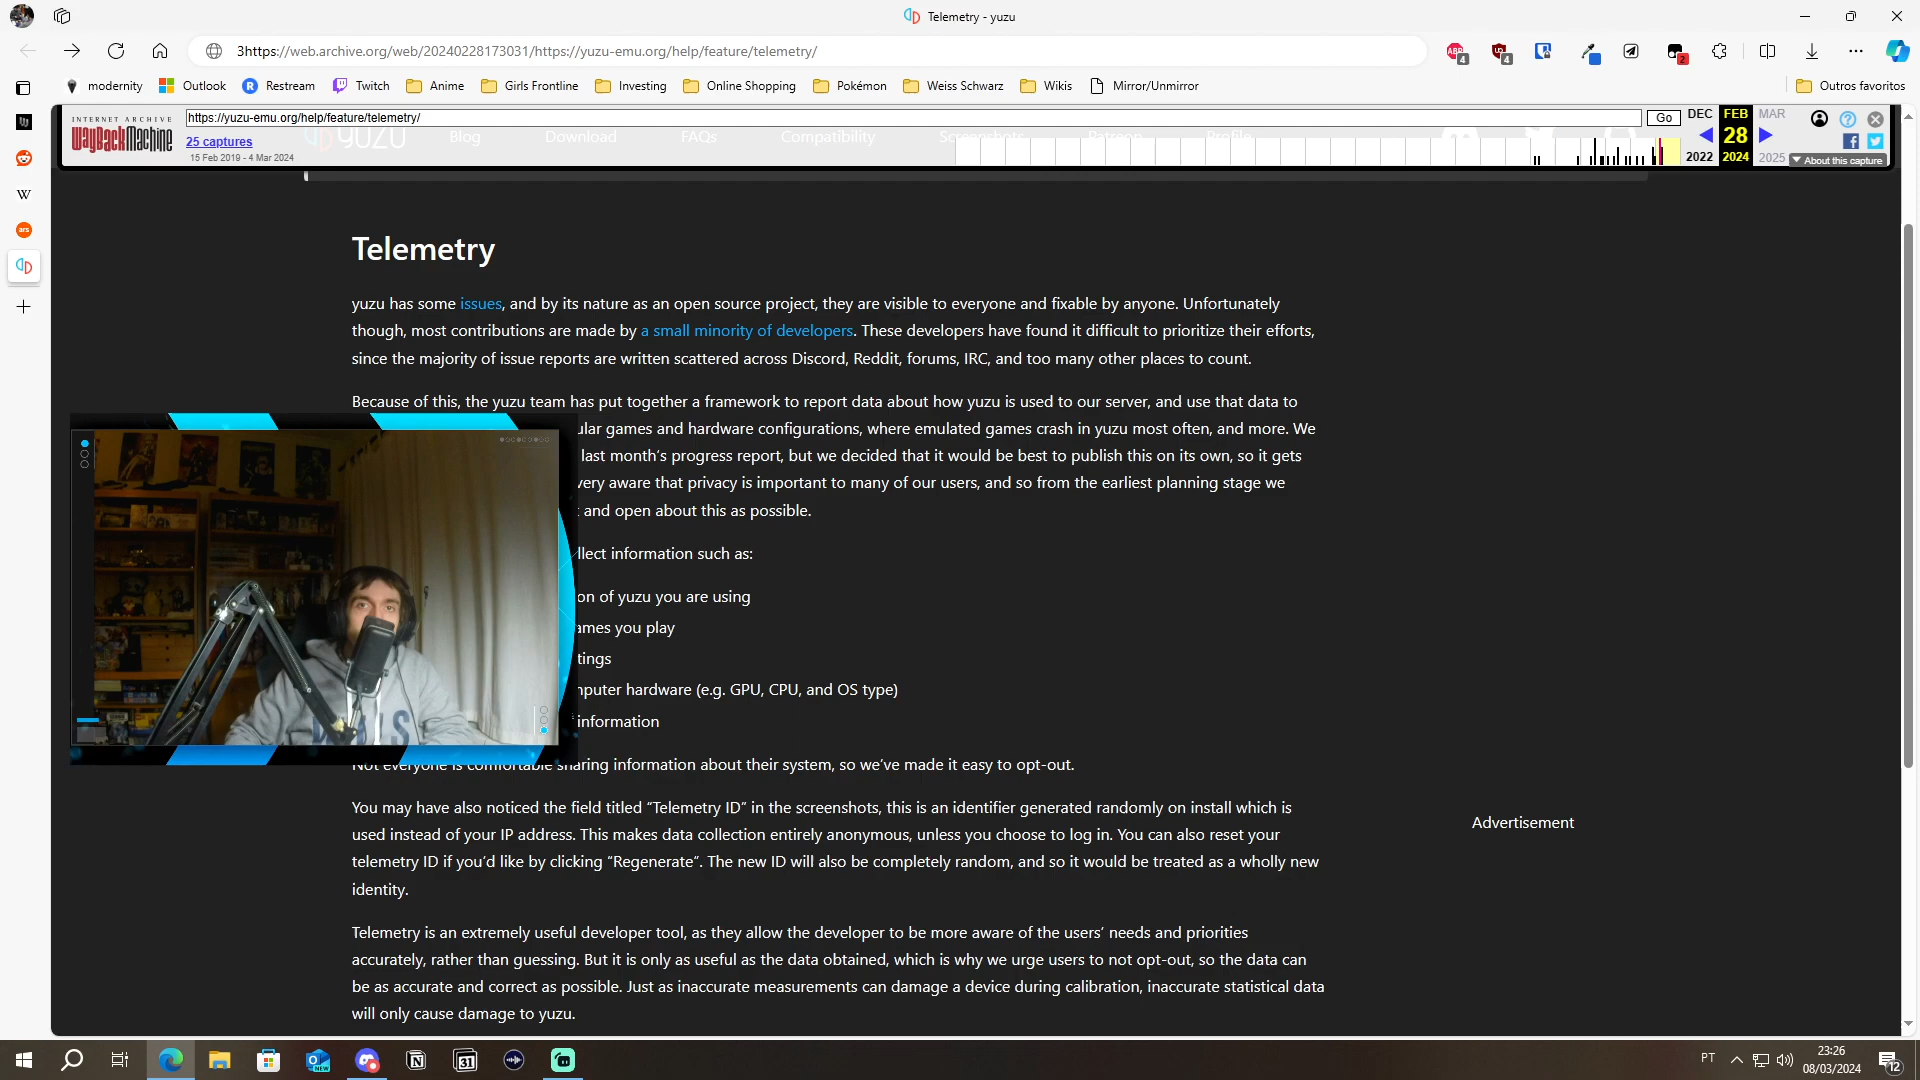 Telemetry - yuzu
3https://web.archive.org/web/20240228173031/https://yuzu-emu.org/help/feature/telemetry/
ABP
4
4
2
modernity
Outlook
Restream
Twitch
Anime
Girls Frontline
Investing
Online Shopping
Pokémon
Weiss Schwarz
Wikis
Mirror/Unmirror
Outros favoritos
INTERNET ARCHIVE
WayBackMachine
https://yuzu-emu.org/help/feature/telemetry/
Go
DEC
FEB
MAR
25 captures
28
15 Feb 2019 - 4 Mar 2024
2022
2024
2025
About this capture
yuzu
Blog
Download
FAQs
Compatibility
Screenshots
Patreon
Profile
W
ars
Telemetry
yuzu has some issues, and by its nature as an open source project, they are visible to everyone and fixable by anyone. Unfortunately
though, most contributions are made by a small minority of developers. These developers have found it difficult to prioritize their efforts,
since the majority of issue reports are written scattered across Discord, Reddit, forums, IRC, and too many other places to count.
Because of this, the yuzu team has put together a framework to report data about how yuzu is used to our server, and use that data to
ular games and hardware configurations, where emulated games crash in yuzu most often, and more. We
last month's progress report, but we decided that it would be best to publish this on its own, so it gets
very aware that privacy is important to many of our users, and so from the earliest planning stage we
and open about this as possible.
llect information such as:
on of yuzu you are using
ames you play
tings
nputer hardware (e.g. GPU, CPU, and OS type)
information
Not everyone is comfortable sharing information about their system, so we've made it easy to opt-out.
You may have also noticed the field titled “Telemetry ID” in the screenshots, this is an identifier generated randomly on install which is
used instead of your IP address. This makes data collection entirely anonymous, unless you choose to log in. You can also reset your
telemetry ID if you'd like by clicking “Regenerate”. The new ID will also be completely random, and so it would be treated as a wholly new
identity.
Advertisement
Telemetry is an extremely useful developer tool, as they allow the developer to be more aware of the users' needs and priorities
accurately, rather than guessing. But it is only as useful as the data obtained, which is why we urge users to not opt-out, so the data can
be as accurate and correct as possible. Just as inaccurate measurements can damage a device during calibration, inaccurate statistical data
will only cause damage to yuzu.
NEW
31
PT
23:26
08/03/2024
12